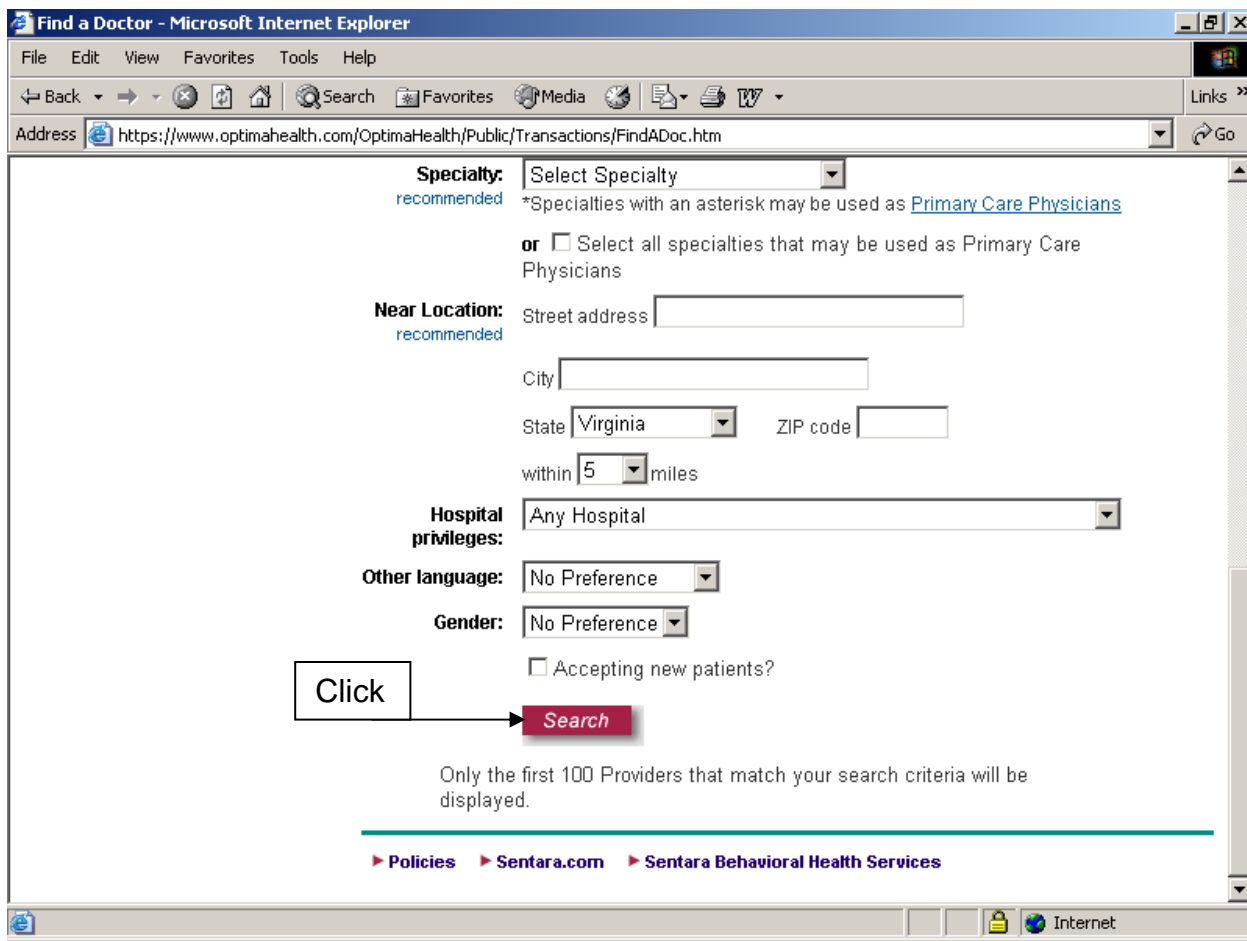 Find a Doctor - Microsoft Internet Explorer
File Edit View Favorites Tools Help
Back Search Favorites Media Links »
Address https://www.optimahealth.com/OptimaHealth/Public/Transactions/FindADoc.htm Go
Specialty: Select Specialty
recommended *Specialties with an asterisk may be used as Primary Care Physicians
or Select all specialties that may be used as Primary Care
Physicians
Near Location: Street address
recommended
City
State Virginia ZIP code
within 5 miles
Hospital Any Hospital
privileges:
Other language: No Preference
Gender: No Preference
Accepting new patients?
Click
Search
Only the first 100 Providers that match your search criteria will be
displayed.
Policies Sentara.com Sentara Behavioral Health Services
Internet